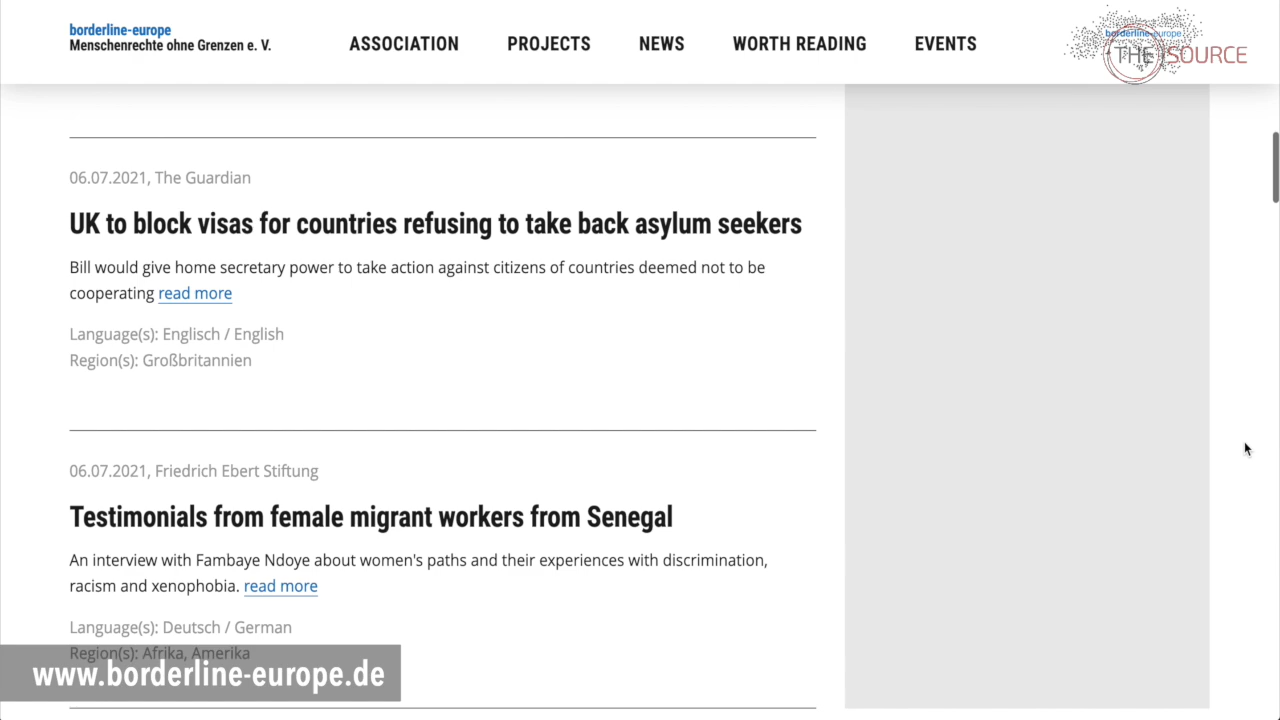 borderline-europe
Menschenrechte ohne Grenzen e. V.
ASSOCIATION
PROJECTS
NEWS
WORTH READING
EVENTS
borderline-europe
THE SOURCE
06.07.2021, The Guardian
UK to block visas for countries refusing to take back asylum seekers
Bill would give home secretary power to take action against citizens of countries deemed not to be
cooperating read more
Language(s): Englisch / English
Region(s): Großbritannien
06.07.2021, Friedrich Ebert Stiftung
Testimonials from female migrant workers from Senegal
An interview with Fambaye Ndoye about women's paths and their experiences with discrimination,
racism and xenophobia. read more
Language(s): Deutsch / German
Region(s): Afrika, Amerika
www.borderline-europe.de